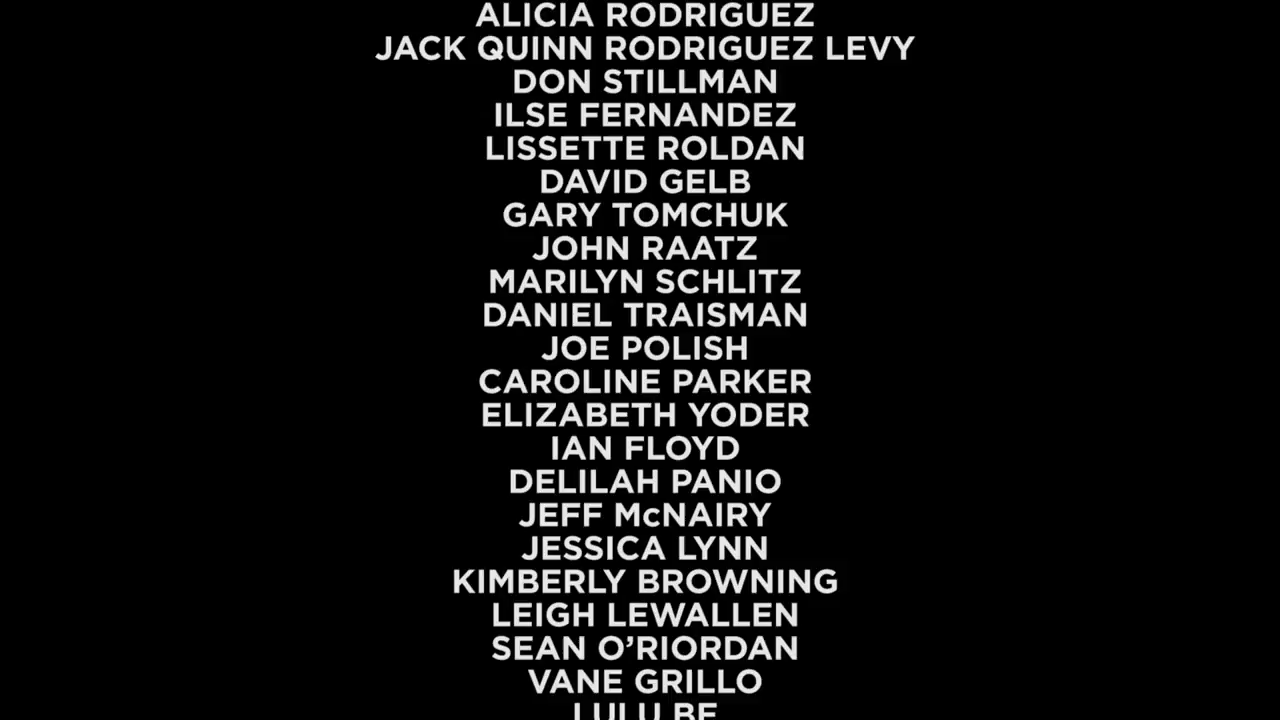 ALICIA RODRIGUEZ
JACK QUINN RODRIGUEZ LEVY
DON STILLMAN
ILSE FERNANDEZ
LISSETTE ROLDAN
DAVID GELB
GARY TOMCHUK
JOHN RAATZ
MARILYN SCHLITZ
DANIEL TRAISMAN
JOE POLISH
CAROLINE PARKER
ELIZABETH YODER
IAN FLOYD
DELILAH PANIO
JEFF McNAIRY
JESSICA LYNN
KIMBERLY BROWNING
LEIGH LEWALLEN
SEAN O’RIORDAN
VANE GRILLO
LULU BE